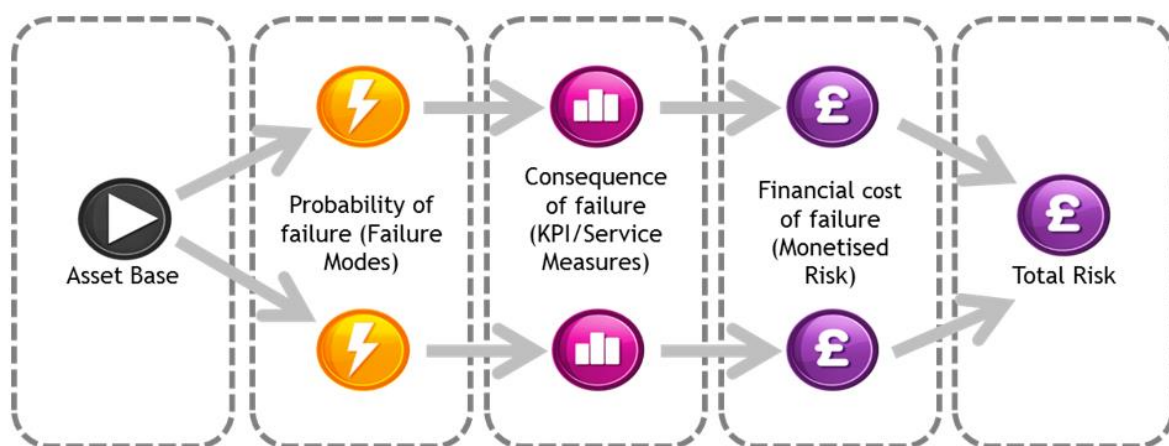 Asset Base
Probability of
failure (Failure
Modes)
Consequence
of failure
(KPI/Service
Measures)
£
£
Financial cost
of failure
(Monetised
Risk)
£
Total Risk